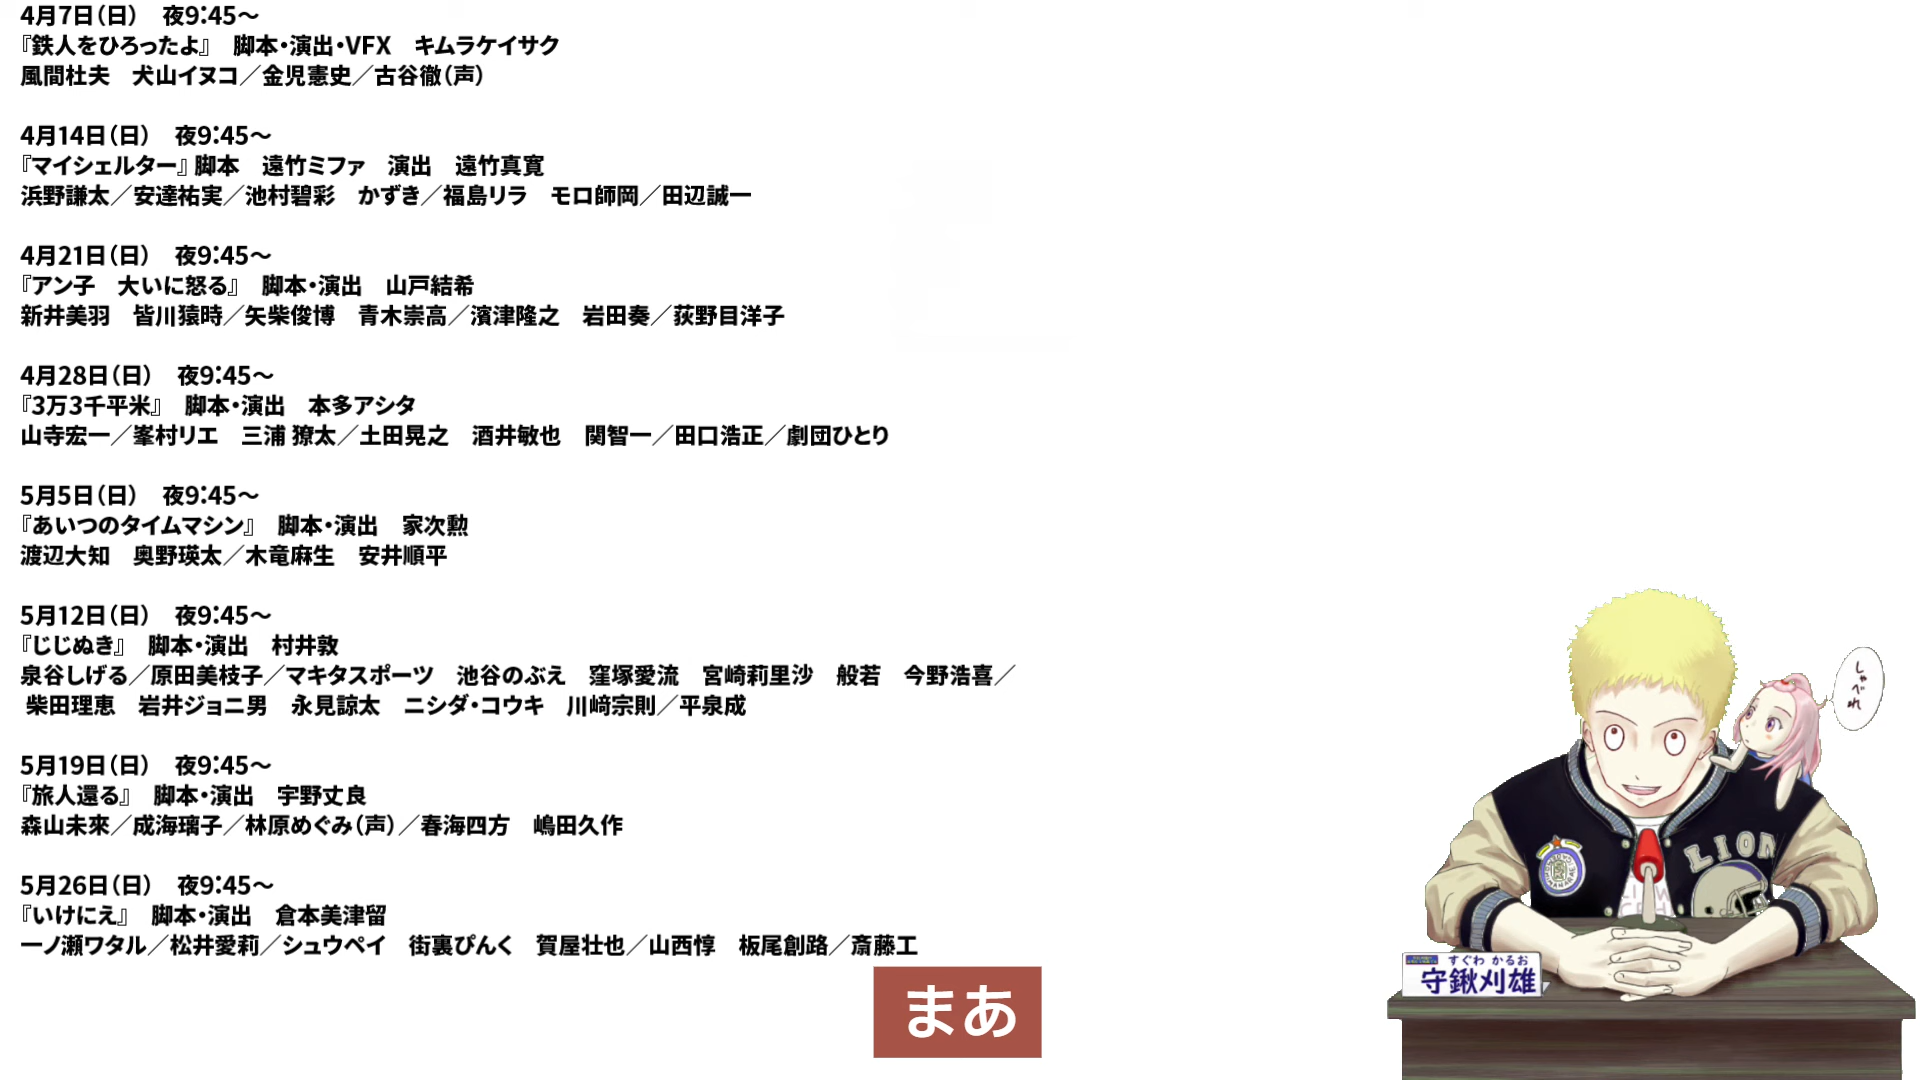 4月7日(日)　夜9:45～
『鉄人をひろったよ』　脚本・演出・VFX　キムラケイサク
風間杜夫　犬山イヌコ／金児憲史／古谷徹(声)
4月14日(日)　夜9:45～
『マイシェルター』脚本　遠竹ミファ　演出　遠竹真寛
浜野謙太／安達祐実／池村碧彩　かずき／福島リラ　モロ師岡／田辺誠一
4月21日(日)　夜9:45～
『アン子　大いに怒る』　脚本・演出　山戸結希
新井美羽　皆川猿時／矢柴俊博　青木崇高／濱津隆之　岩田奏／荻野目洋子
4月28日(日)　夜9:45～
『3万3千平米』　脚本・演出　本多アシタ
山寺宏一／峯村リエ　三浦 獠太／土田晃之　酒井敏也　関智一／田口浩正／劇団ひとり
5月5日(日)　夜9:45～
『あいつのタイムマシン』　脚本・演出　家次勲
渡辺大知　奥野瑛太／木竜麻生　安井順平
5月12日(日)　夜9:45～
『じじぬき』　脚本・演出　村井敦
泉谷しげる／原田美枝子／マキタスポーツ　池谷のぶえ　窪塚愛流　宮崎莉里沙　般若　今野浩喜／
柴田理恵　岩井ジョニ男　永見諒太　ニシダ・コウキ　川﨑宗則／平泉成
5月19日(日)　夜9:45～
『旅人還る』　脚本・演出　宇野丈良
森山未來／成海璃子／林原めぐみ(声)／春海四方　嶋田久作
5月26日(日)　夜9:45～
『いけにえ』　脚本・演出　倉本美津留
一ノ瀬ワタル／松井愛莉／シュウペイ　街裏ぴんく　賀屋壮也／山西惇　板尾創路／斎藤工
まあ
しゃべれ
LION
すぐわ かるお
守鍬刈雄